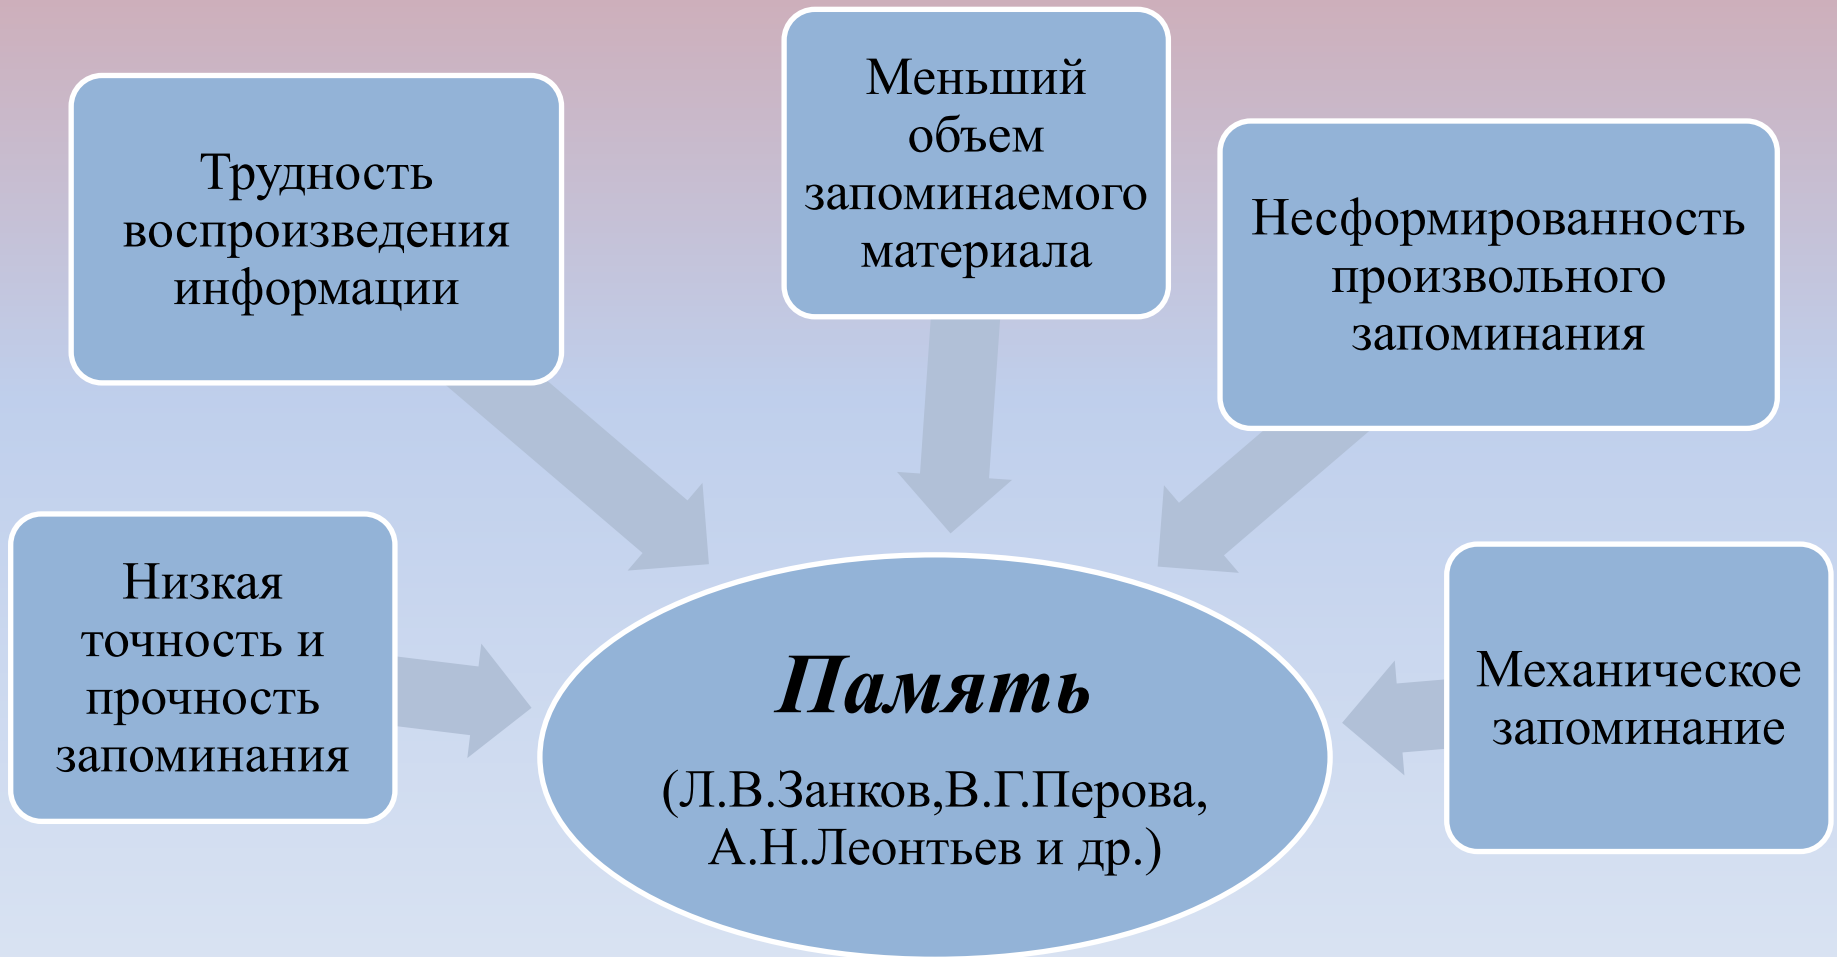 Трудность
воспроизведения
информации
Меньший
объем
запоминаемого
материала
Несформированность
произвольного
запоминания
Низкая
точность и
прочность
запоминания
Память
(Л.В.Занков,В.Г.Перова,
А.Н.Леонтьев и др.)
Механическое
запоминание